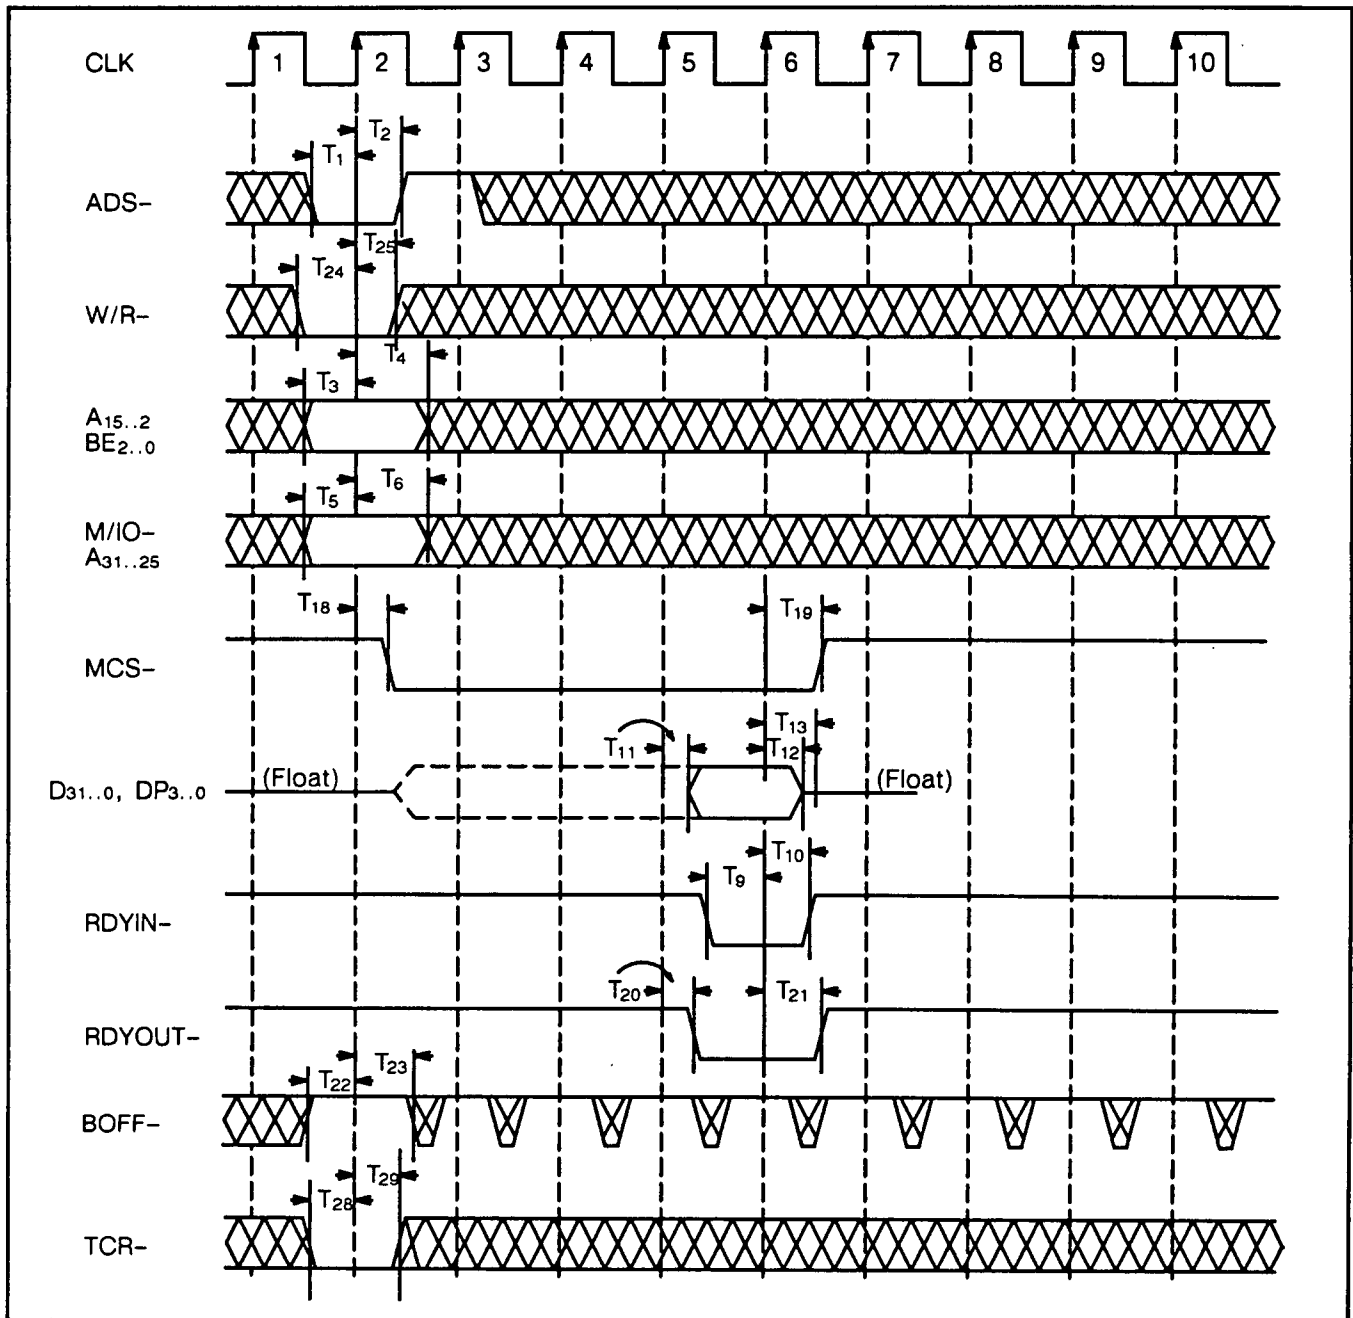 CLK 1 2 3 4 5 6 7 8 9 10
T2
T1
ADS–
T25
T24
W/R–
T4
T3
A15..2
BE2..0
T6
T5
M/IO–
A31..25
T18 T19
MCS–
T13
T11 T12
D31..0, DP3..0 (Float) (Float)
T10
T9
RDYIN–
T20 T21
RDYOUT–
T23
T22
BOFF–
T29
T28
TCR–